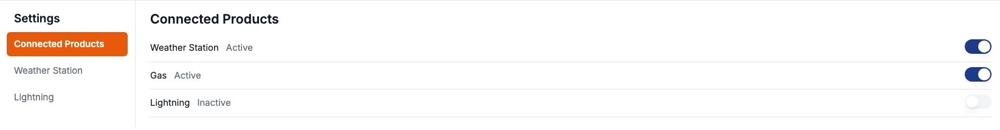 Settings
Connected Products
Weather Station
Lightning
Connected Products
Weather Station Active
Gas Active
Lightning Inactive